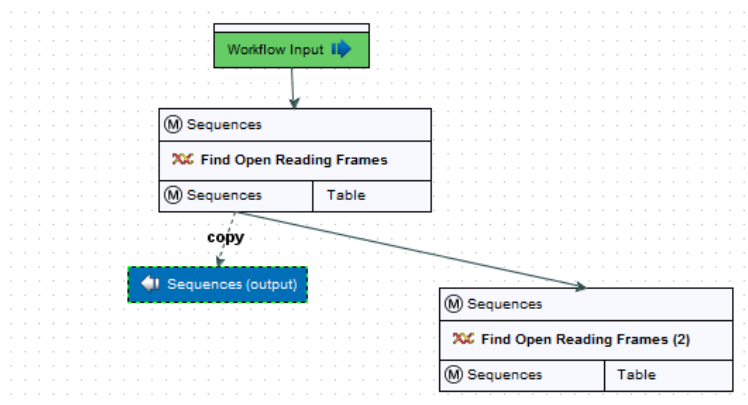 Workflow Input
M Sequences
Find Open Reading Frames
M Sequences Table
copy
Sequences (output)
M Sequences
Find Open Reading Frames (2)
M Sequences Table